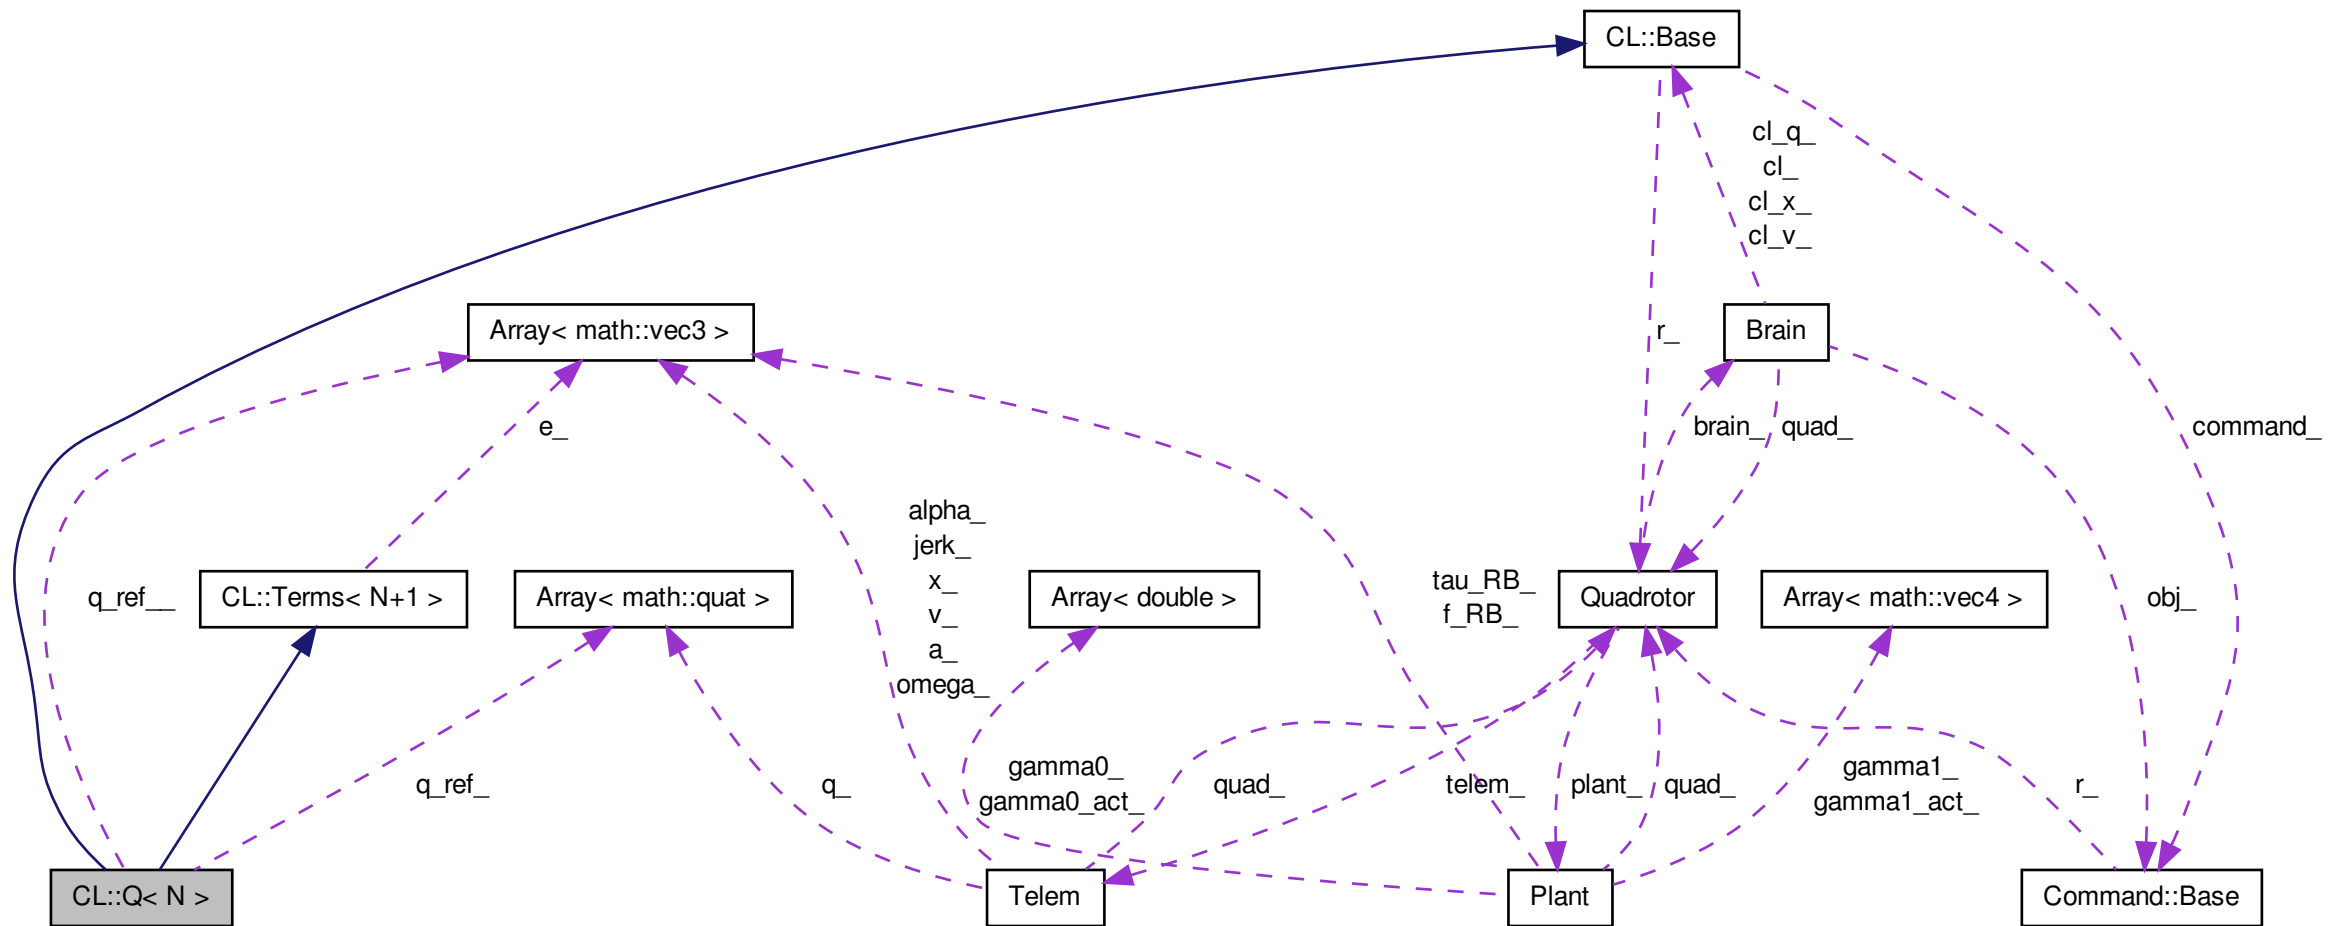 CL::Base
cl_q_
cl_
cl_x_
cl_v_
Array< math::vec3 >
r_
Brain
e_
brain_
quad_
command_
alpha_
jerk_
x_
v_
a_
omega_
q_ref__
CL::Terms< N+1 >
Array< math::quat >
Array< double >
tau_RB_
f_RB_
Quadrotor
Array< math::vec4 >
obj_
q_ref_
q_
gamma0_
gamma0_act_
quad_
telem_
plant_
quad_
gamma1_
gamma1_act_
r_
CL::Q< N >
Telem
Plant
Command::Base